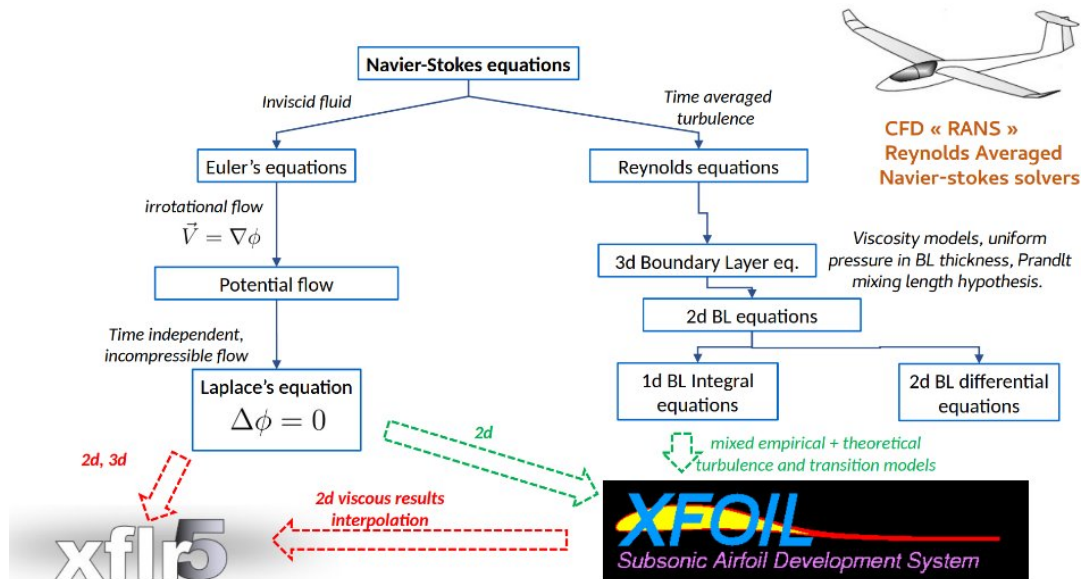 Navier-Stokes equations
Inviscid fluid
Time averaged
turbulence
CFD « RANS »
Reynolds Averaged
Navier-stokes solvers
Euler's equations
Reynolds equations
irrotational flow
V⃗ = ∇ϕ
Viscosity models, uniform
pressure in BL thickness, Prandlt
mixing length hypothesis.
3d Boundary Layer eq.
Potential flow
2d BL equations
Time independent,
incompressible flow
Laplace's equation
Δϕ = 0
1d BL Integral
equations
2d BL differential
equations
2d
mixed empirical + theoretical
turbulence and transition models
2d, 3d
2d viscous results
interpolation
XFOIL
Subsonic Airfoil Development System
xflr5